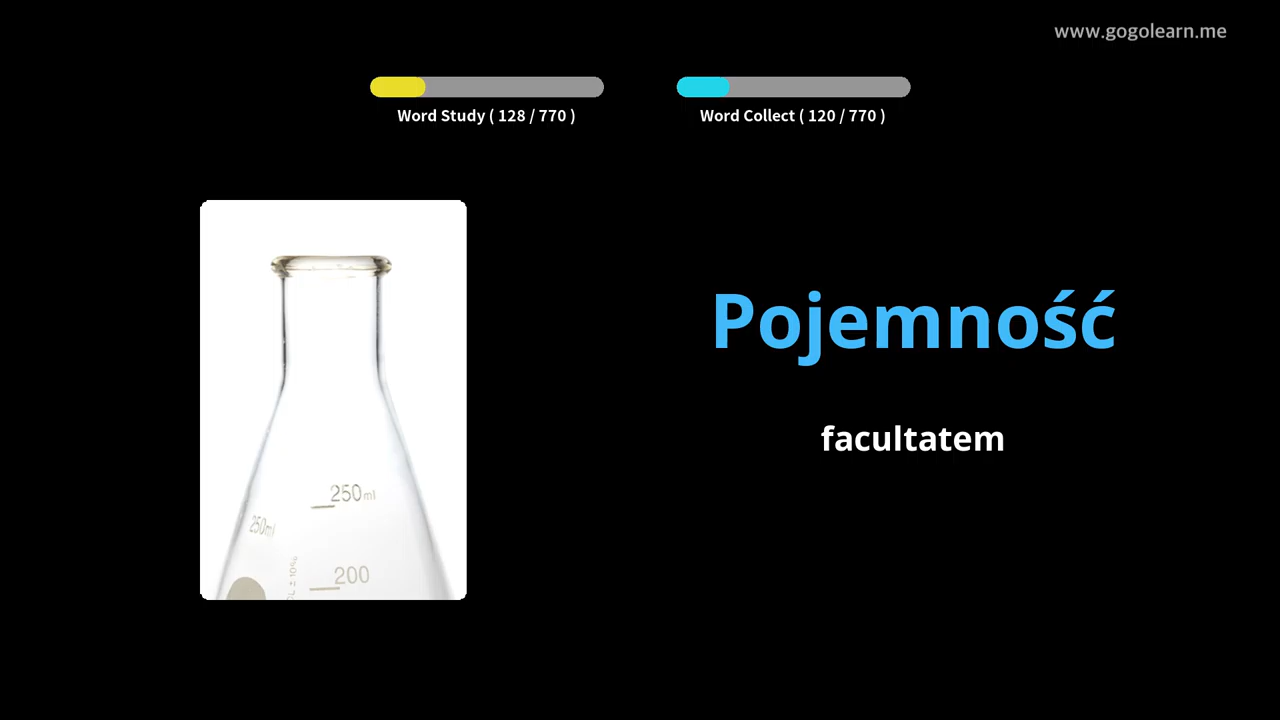 www.gogolearn.me
Word Study ( 128 / 770 )
Word Collect ( 120 / 770 )
Pojemność
facultatem
250ml
250ml
200